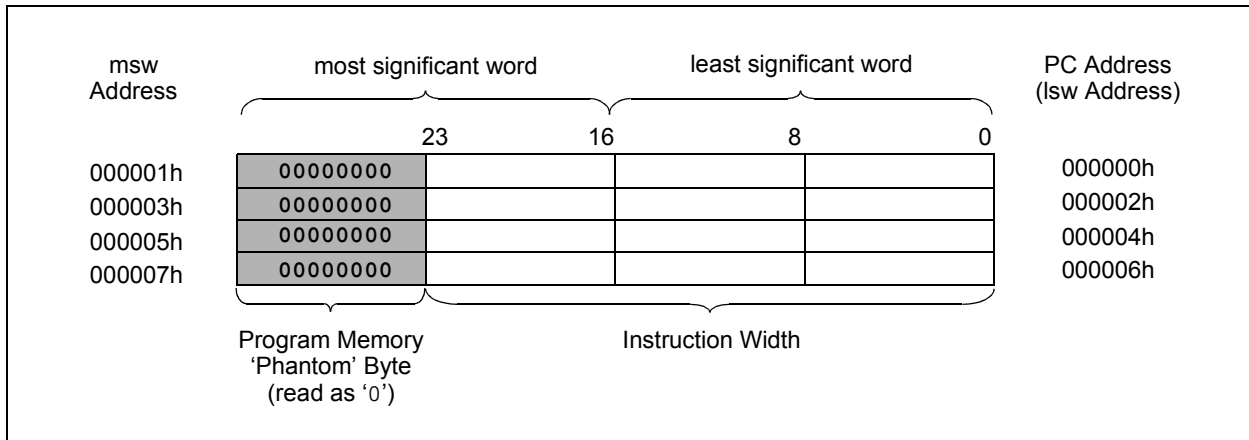 msw
Address
most significant word
least significant word
PC Address
(lsw Address)
23 16 8 0
000001h 00000000 000000h
000003h 00000000 000002h
000005h 00000000 000004h
000007h 00000000 000006h
Program Memory
‘Phantom’ Byte
(read as ‘0’)
Instruction Width